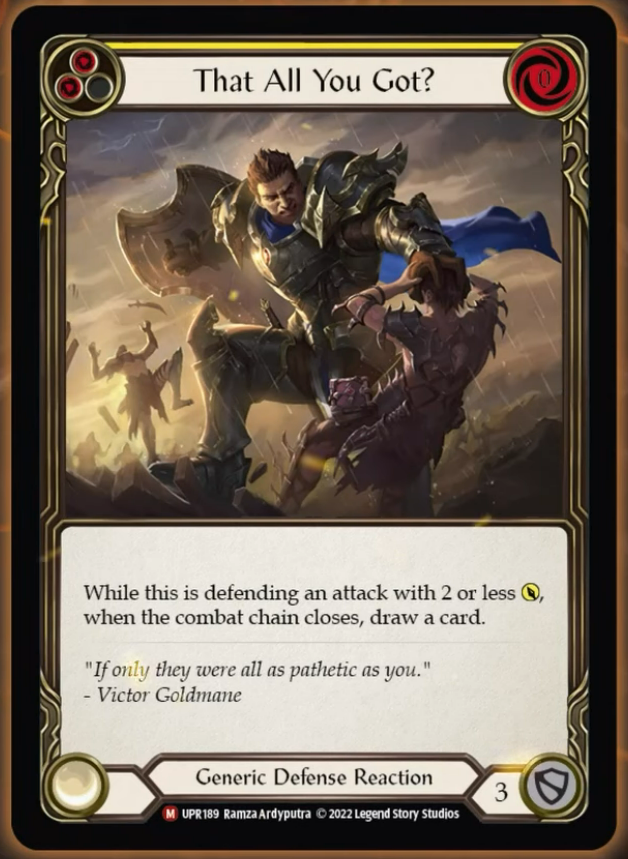 That All You Got?
0
While this is defending an attack with 2 or less ,
when the combat chain closes, draw a card.
"If only they were all as pathetic as you."
- Victor Goldmane
Generic Defense Reaction
3
M UPR189 Ramza Ardyputra © 2022 Legend Story Studios